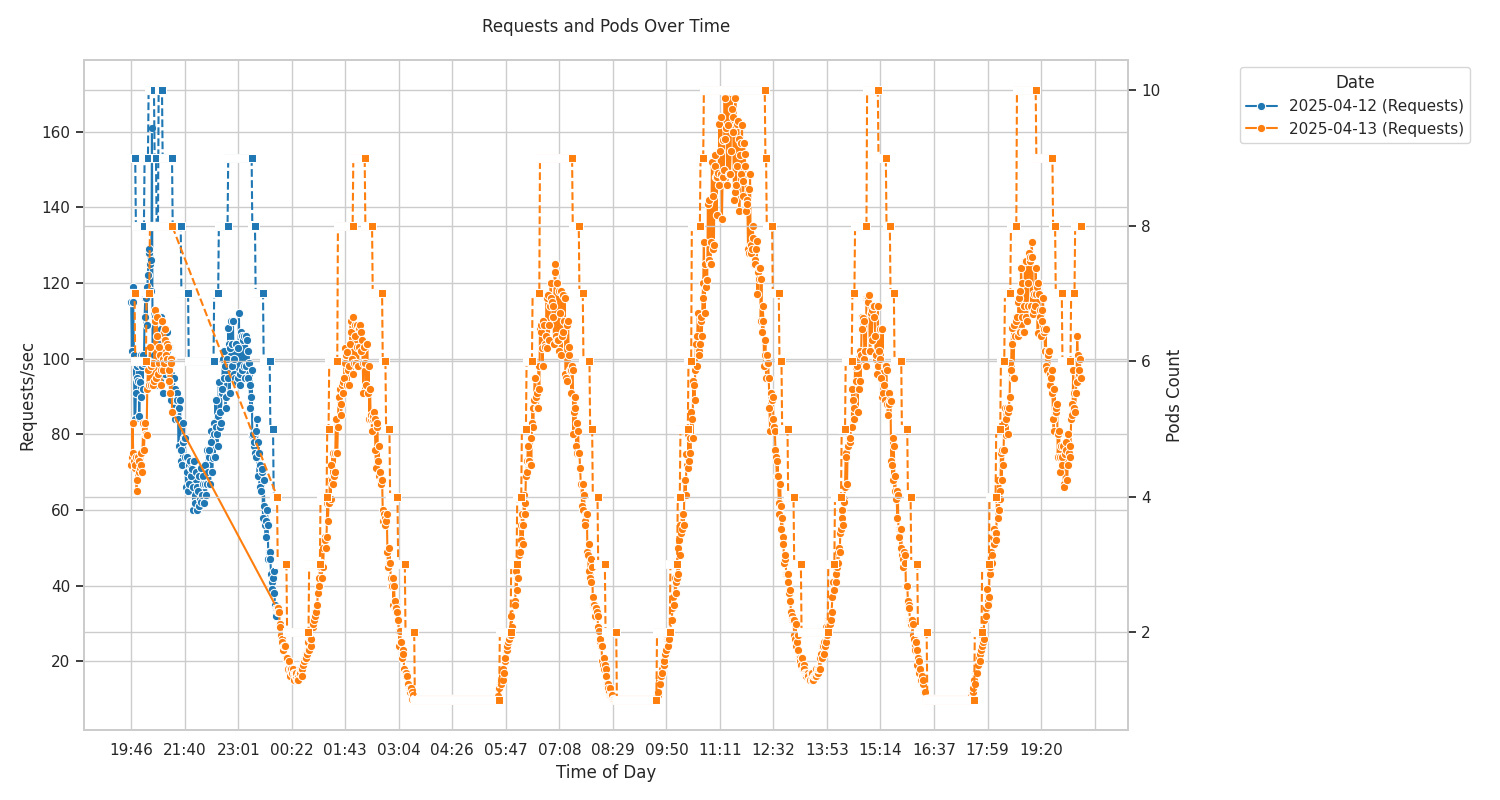 Requests and Pods Over Time
Date
2025-04-12 (Requests)
2025-04-13 (Requests)
Requests/sec
160
140
120
100
80
60
40
20
10
8
6
4
2
Pods Count
19:46 21:40 23:01 00:22 01:43 03:04 04:26 05:47 07:08 08:29 09:50 11:11 12:32 13:53 15:14 16:37 17:59 19:20
Time of Day